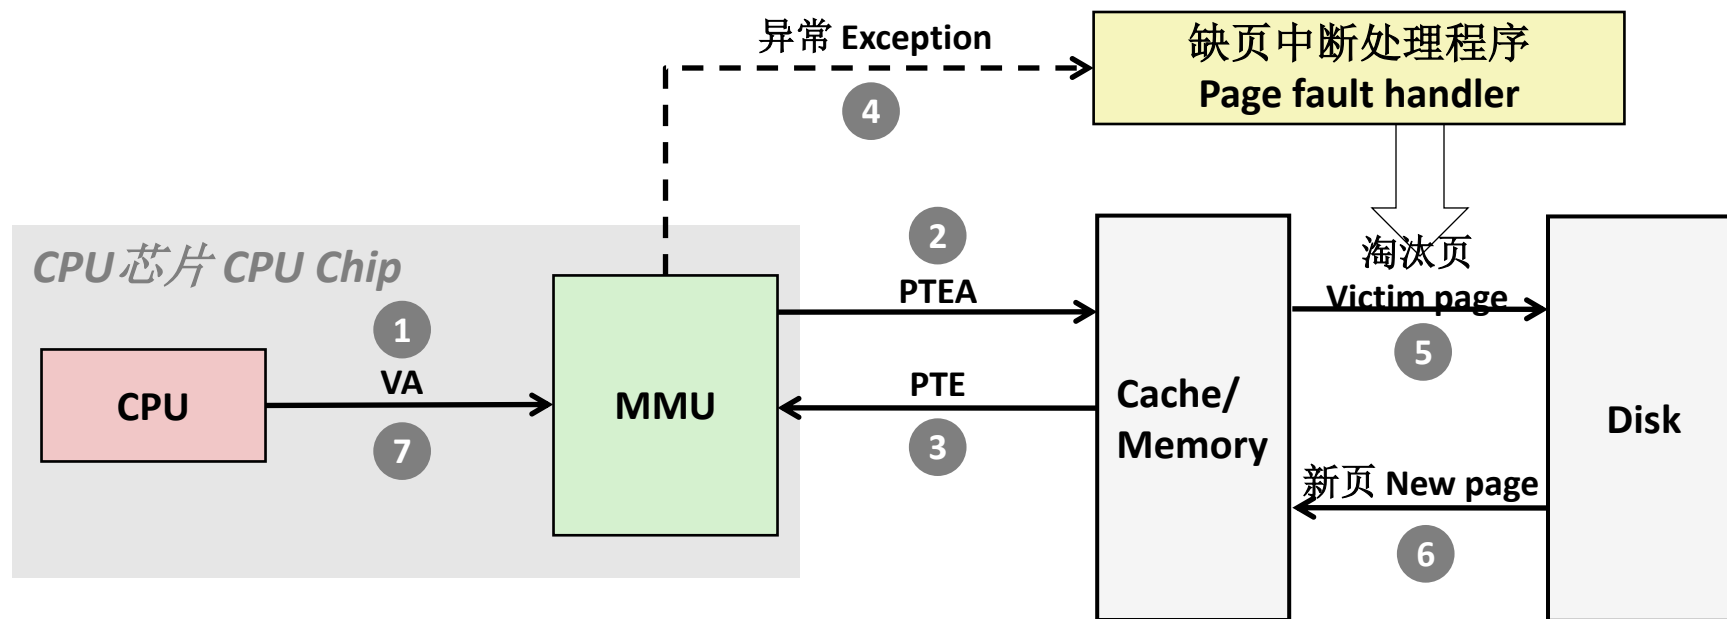 异常 Exception
缺页中断处理程序
Page fault handler
4
CPU芯片 CPU Chip
2
PTEA
淘汰页
Victim page
1
VA
CPU
7
MMU
PTE
3
Cache/
Memory
5
Disk
新页 New page
6